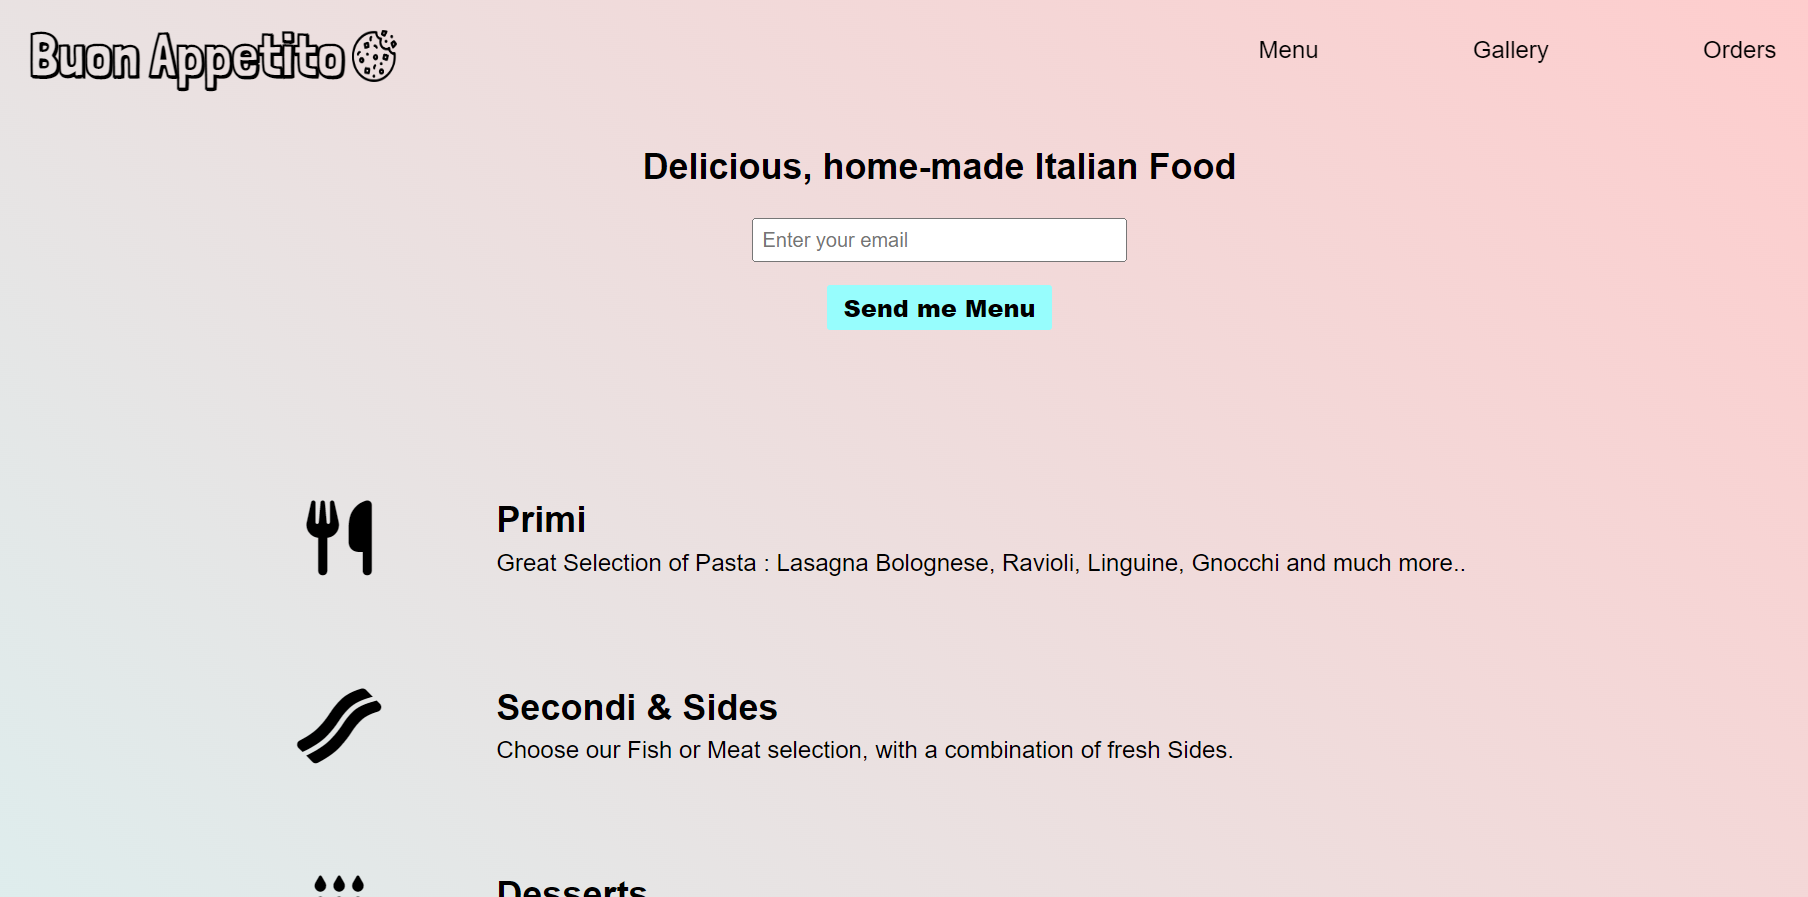 Buon Appetito
Menu
Gallery
Orders
Delicious, home-made Italian Food
Enter your email
Send me Menu
Primi
Great Selection of Pasta : Lasagna Bolognese, Ravioli, Linguine, Gnocchi and much more..
Secondi & Sides
Choose our Fish or Meat selection, with a combination of fresh Sides.
Desserts